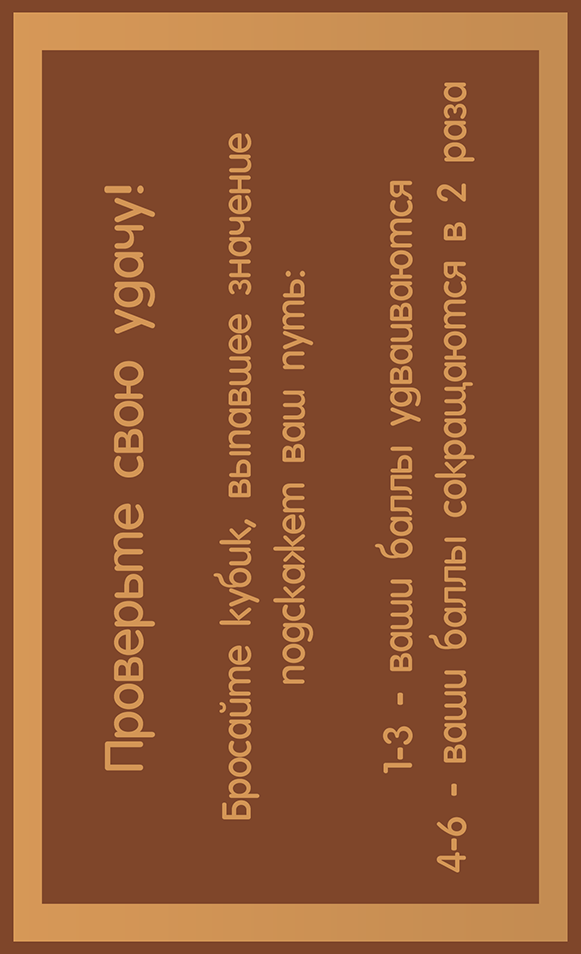 Проверьте свою удачу!
Бросайте кубик, выпавшее значение
подскажет ваш путь:
1-3 - ваши баллы удваиваются
4-6 - ваши баллы сокращаются в 2 раза